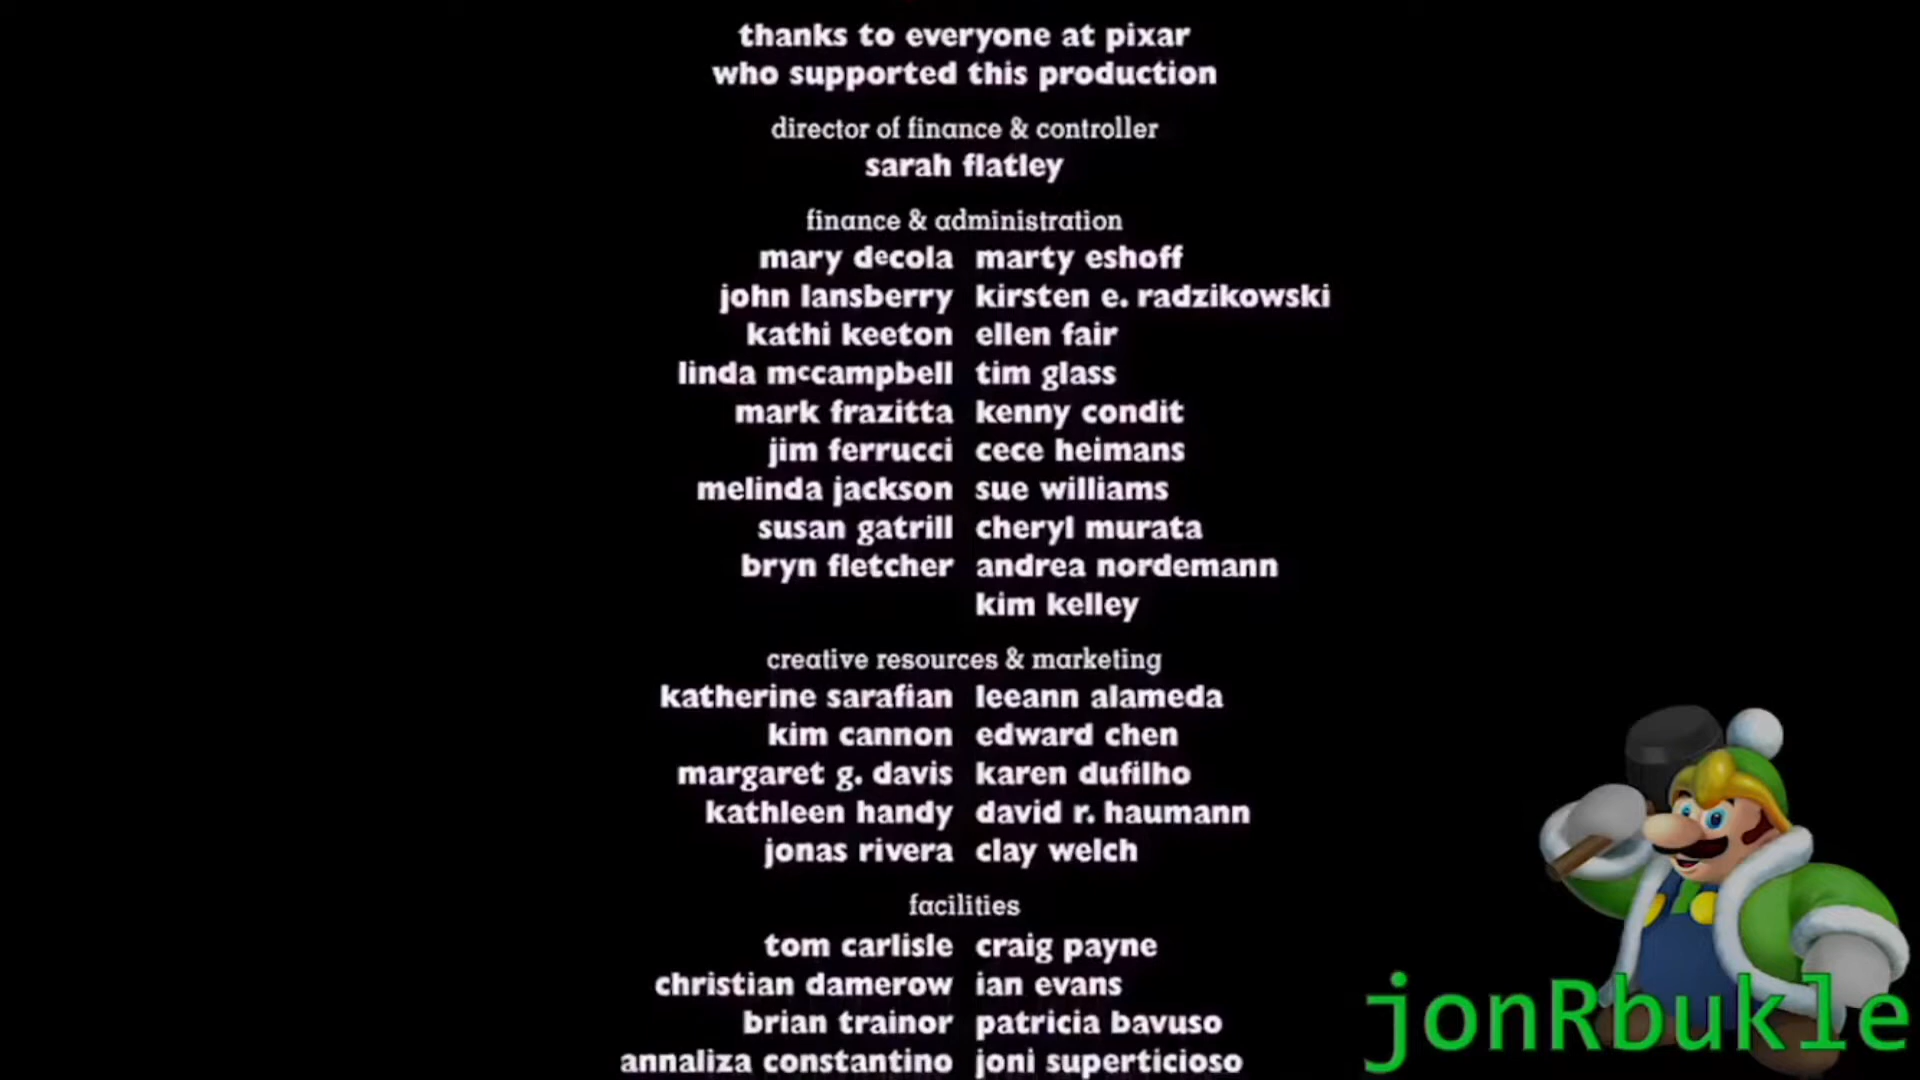 thanks to everyone at pixar
who supported this production
director of finance & controller
sarah flatley
finance & administration
mary decola marty eshoff
john lansberry kirsten e. radzikowski
kathi keeton ellen fair
linda mccampbell tim glass
mark frazitta kenny condit
jim ferrucci cece heimans
melinda jackson sue williams
susan gatrill cheryl murata
bryn fletcher andrea nordemann
kim kelley
creative resources & marketing
katherine sarafian leeann alameda
kim cannon edward chen
margaret g. davis karen dufilho
kathleen handy david r. haumann
jonas rivera clay welch
facilities
tom carlisle craig payne
christian damerow ian evans
brian trainor patricia bavuso
annaliza constantino joni superticioso
jonRbukle